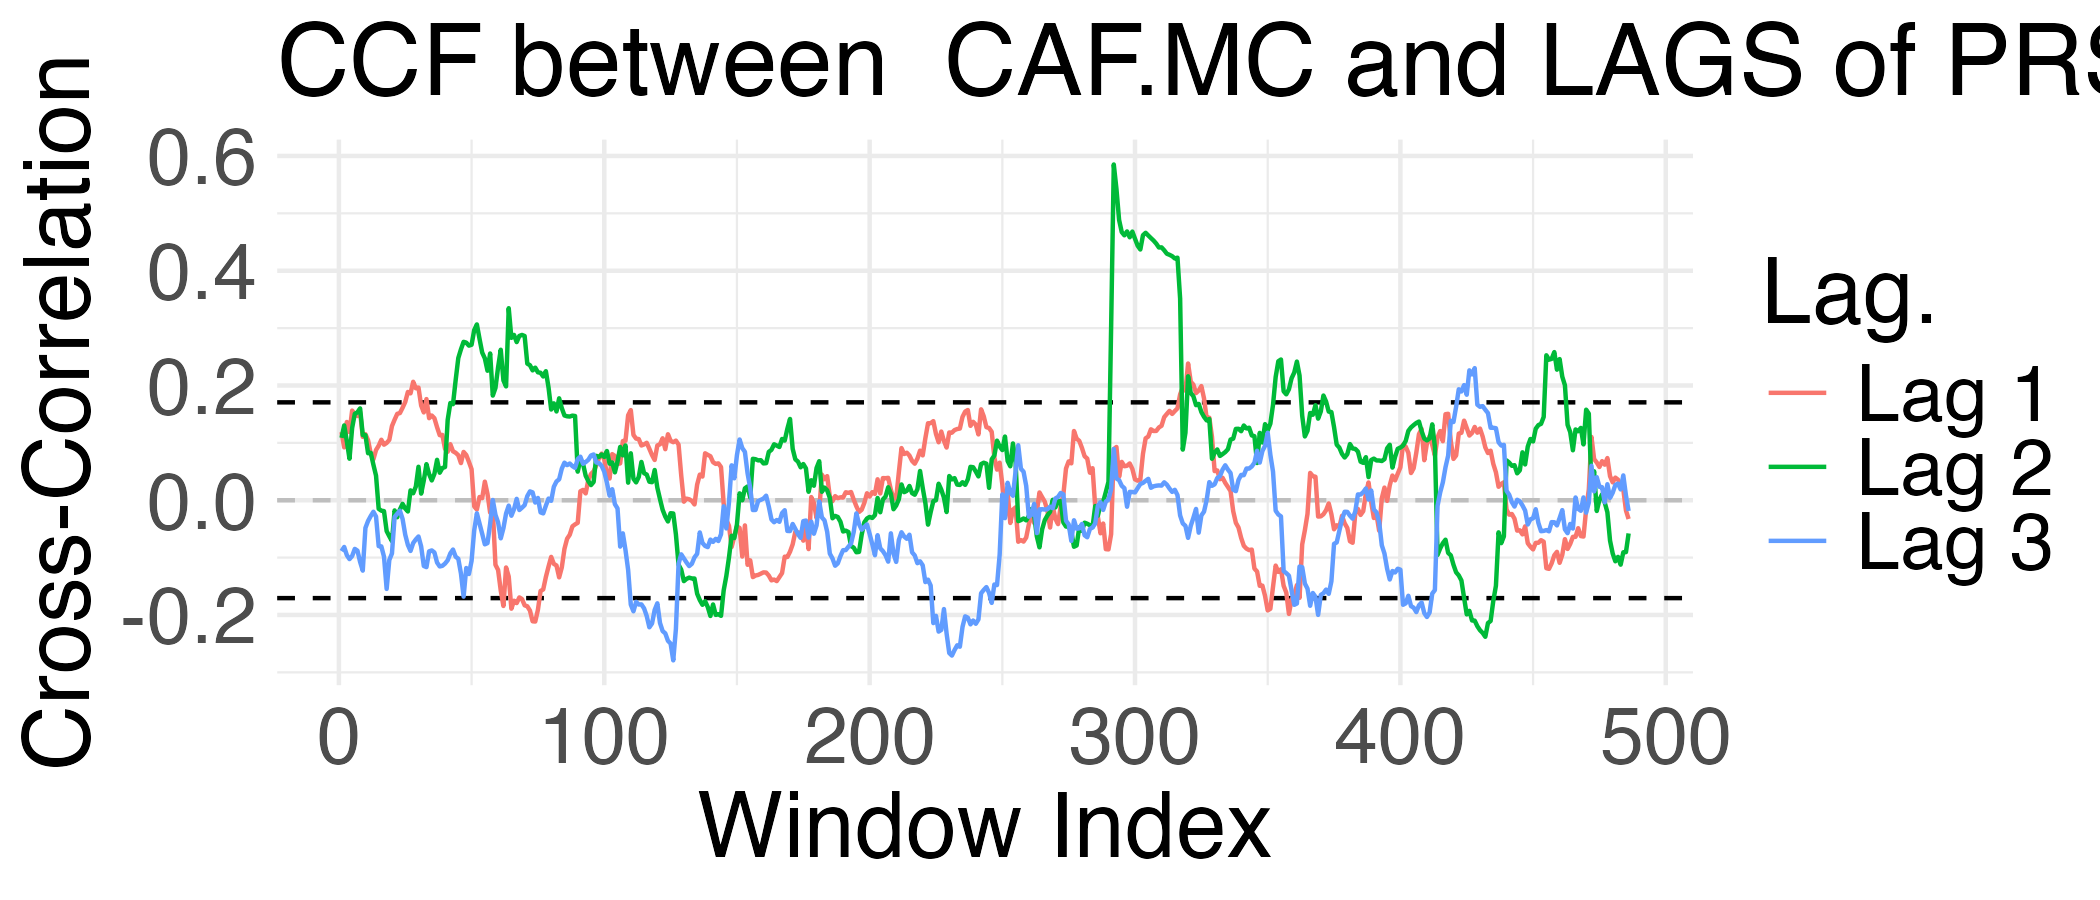 CCF between  CAF.MC and LAGS of PRS
Cross-Correlation
0.6
0.4
0.2
0.0
-0.2
0 100 200 300 400 500
Window Index
Lag.
Lag 1
Lag 2
Lag 3